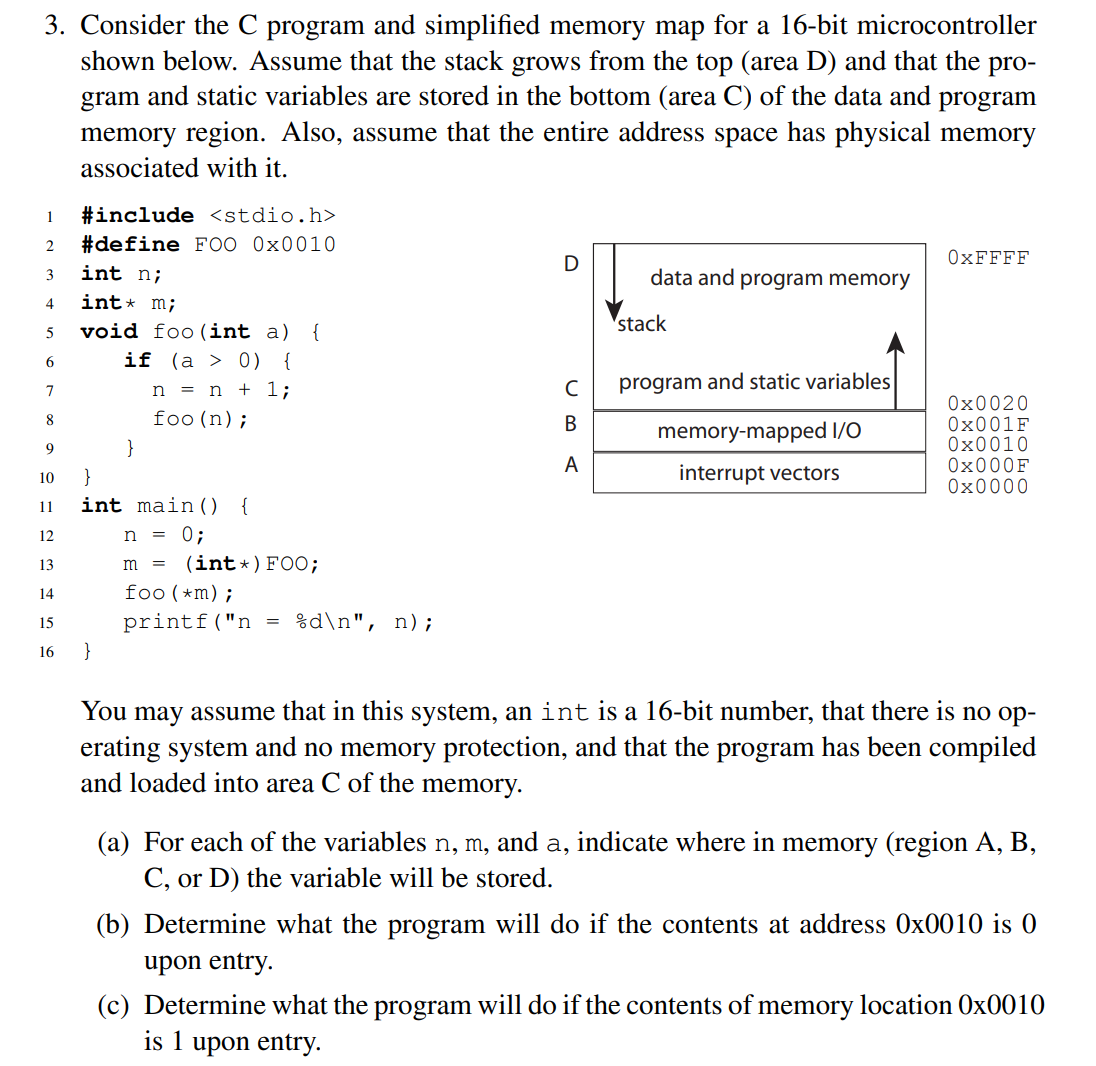 3. Consider the C program and simplified memory map for a 16-bit microcontroller
shown below. Assume that the stack grows from the top (area D) and that the pro-
gram and static variables are stored in the bottom (area C) of the data and program
memory region. Also, assume that the entire address space has physical memory
associated with it.
1 #include <stdio.h>
2 #define FOO 0x0010
3 int n;
4 int* m;
5 void foo(int a) {
6 if (a > 0) {
7 n = n + 1;
8 foo(n);
9 }
10 }
11 int main() {
12 n = 0;
13 m = (int*)FOO;
14 foo(*m);
15 printf("n = %d\n", n);
16 }
D
data and program memory
0xFFFF
stack
C
program and static variables
0x0020
B
memory-mapped I/O
0x001F
0x0010
A
interrupt vectors
0x000F
0x0000
You may assume that in this system, an int is a 16-bit number, that there is no op-
erating system and no memory protection, and that the program has been compiled
and loaded into area C of the memory.
(a) For each of the variables n, m, and a, indicate where in memory (region A, B,
C, or D) the variable will be stored.
(b) Determine what the program will do if the contents at address 0x0010 is 0
upon entry.
(c) Determine what the program will do if the contents of memory location 0x0010
is 1 upon entry.